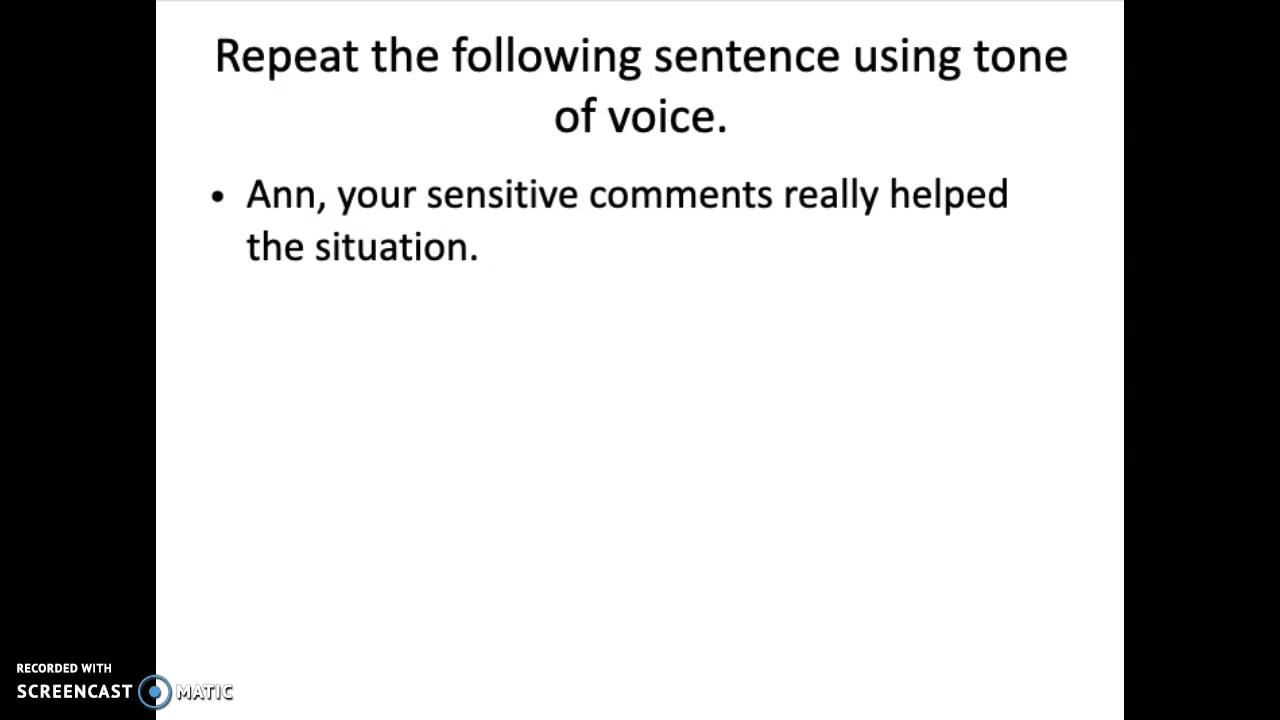 Repeat the following sentence using tone
of voice.
• Ann, your sensitive comments really helped
the situation.
RECORDED WITH
SCREENCAST MATIC